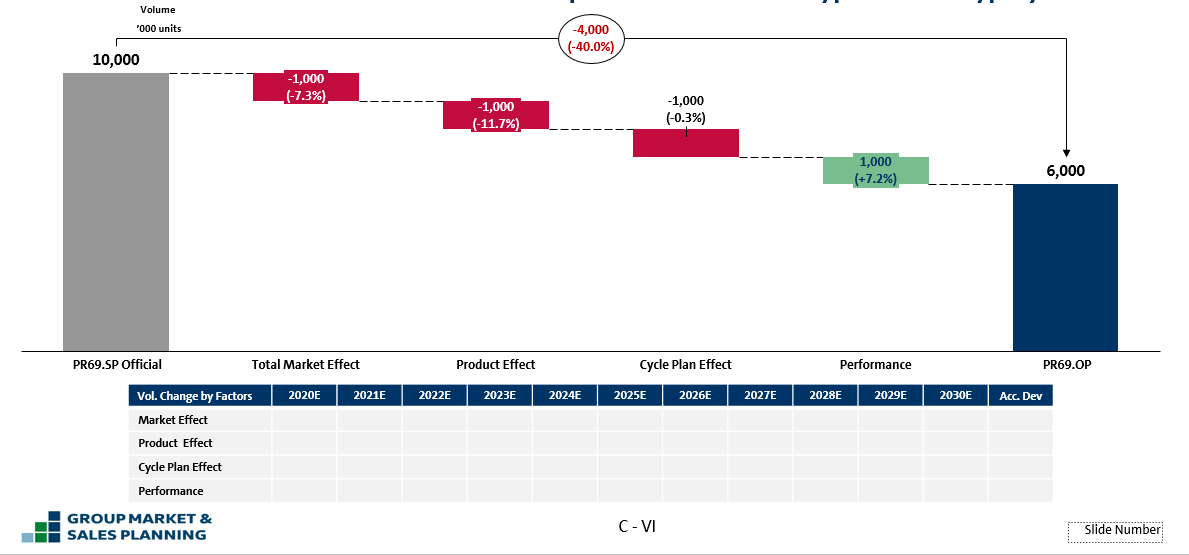 Volume
'000 units
-4,000
(-40.0%)
10,000
-1,000
(-7.3%)
-1,000
(-11.7%)
-1,000
(-0.3%)
1,000
(+7.2%)
6,000
PR69.SP Official Total Market Effect Product Effect Cycle Plan Effect Performance PR69.OP
Vol. Change by Factors 2020E 2021E 2022E 2023E 2024E 2025E 2026E 2027E 2028E 2029E 2030E Acc. Dev
Market Effect
Product Effect
Cycle Plan Effect
Performance
GROUP MARKET &
SALES PLANNING
C - VI
Slide Number